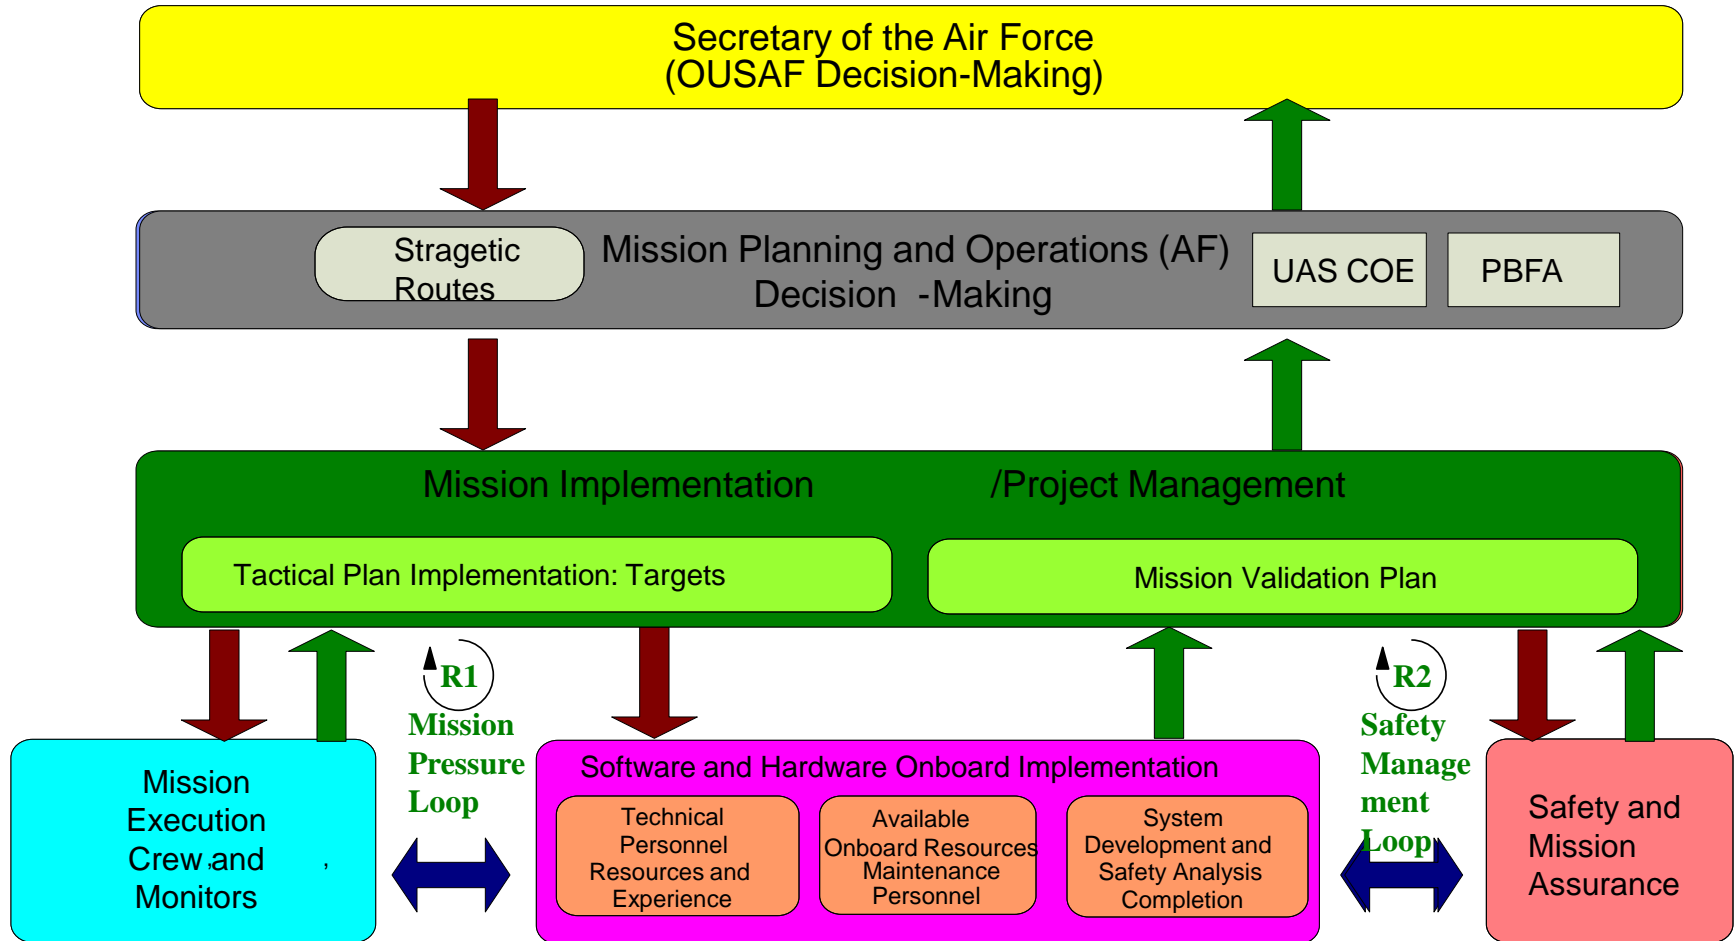 Secretary of the Air Force
(OUSAF Decision-Making)
Stragetic
Routes
Mission Planning and Operations (AF)
Decision -Making
UAS COE
PBFA
Mission Implementation /Project Management
Tactical Plan Implementation: Targets
Mission Validation Plan
R1
Mission
Pressure
Loop
R2
Safety
Manage
ment
Loop
Mission
Execution
Crew,and ,
Monitors
Software and Hardware Onboard Implementation
Technical
Personnel
Resources and
Experience
Available
Onboard Resources
Maintenance
Personnel
System
Development and
Safety Analysis
Completion
Safety and
Mission
Assurance